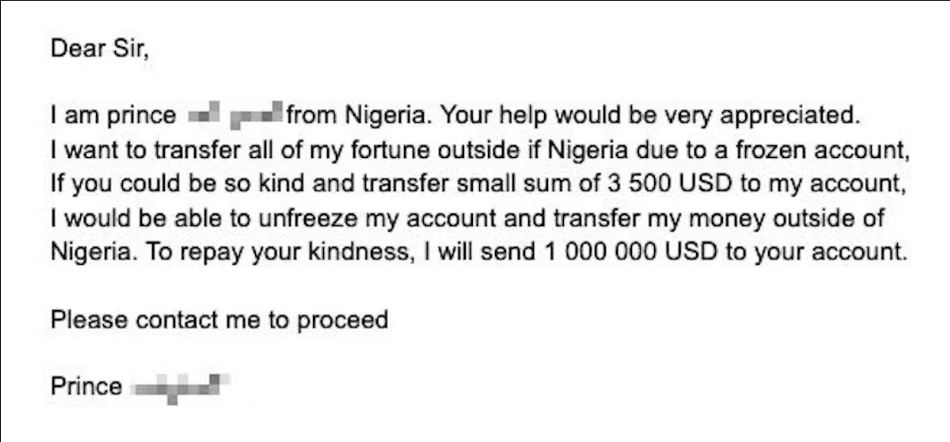 Dear Sir,
I am prince from Nigeria. Your help would be very appreciated.
I want to transfer all of my fortune outside if Nigeria due to a frozen account,
If you could be so kind and transfer small sum of 3 500 USD to my account,
I would be able to unfreeze my account and transfer my money outside of
Nigeria. To repay your kindness, I will send 1 000 000 USD to your account.
Please contact me to proceed
Prince